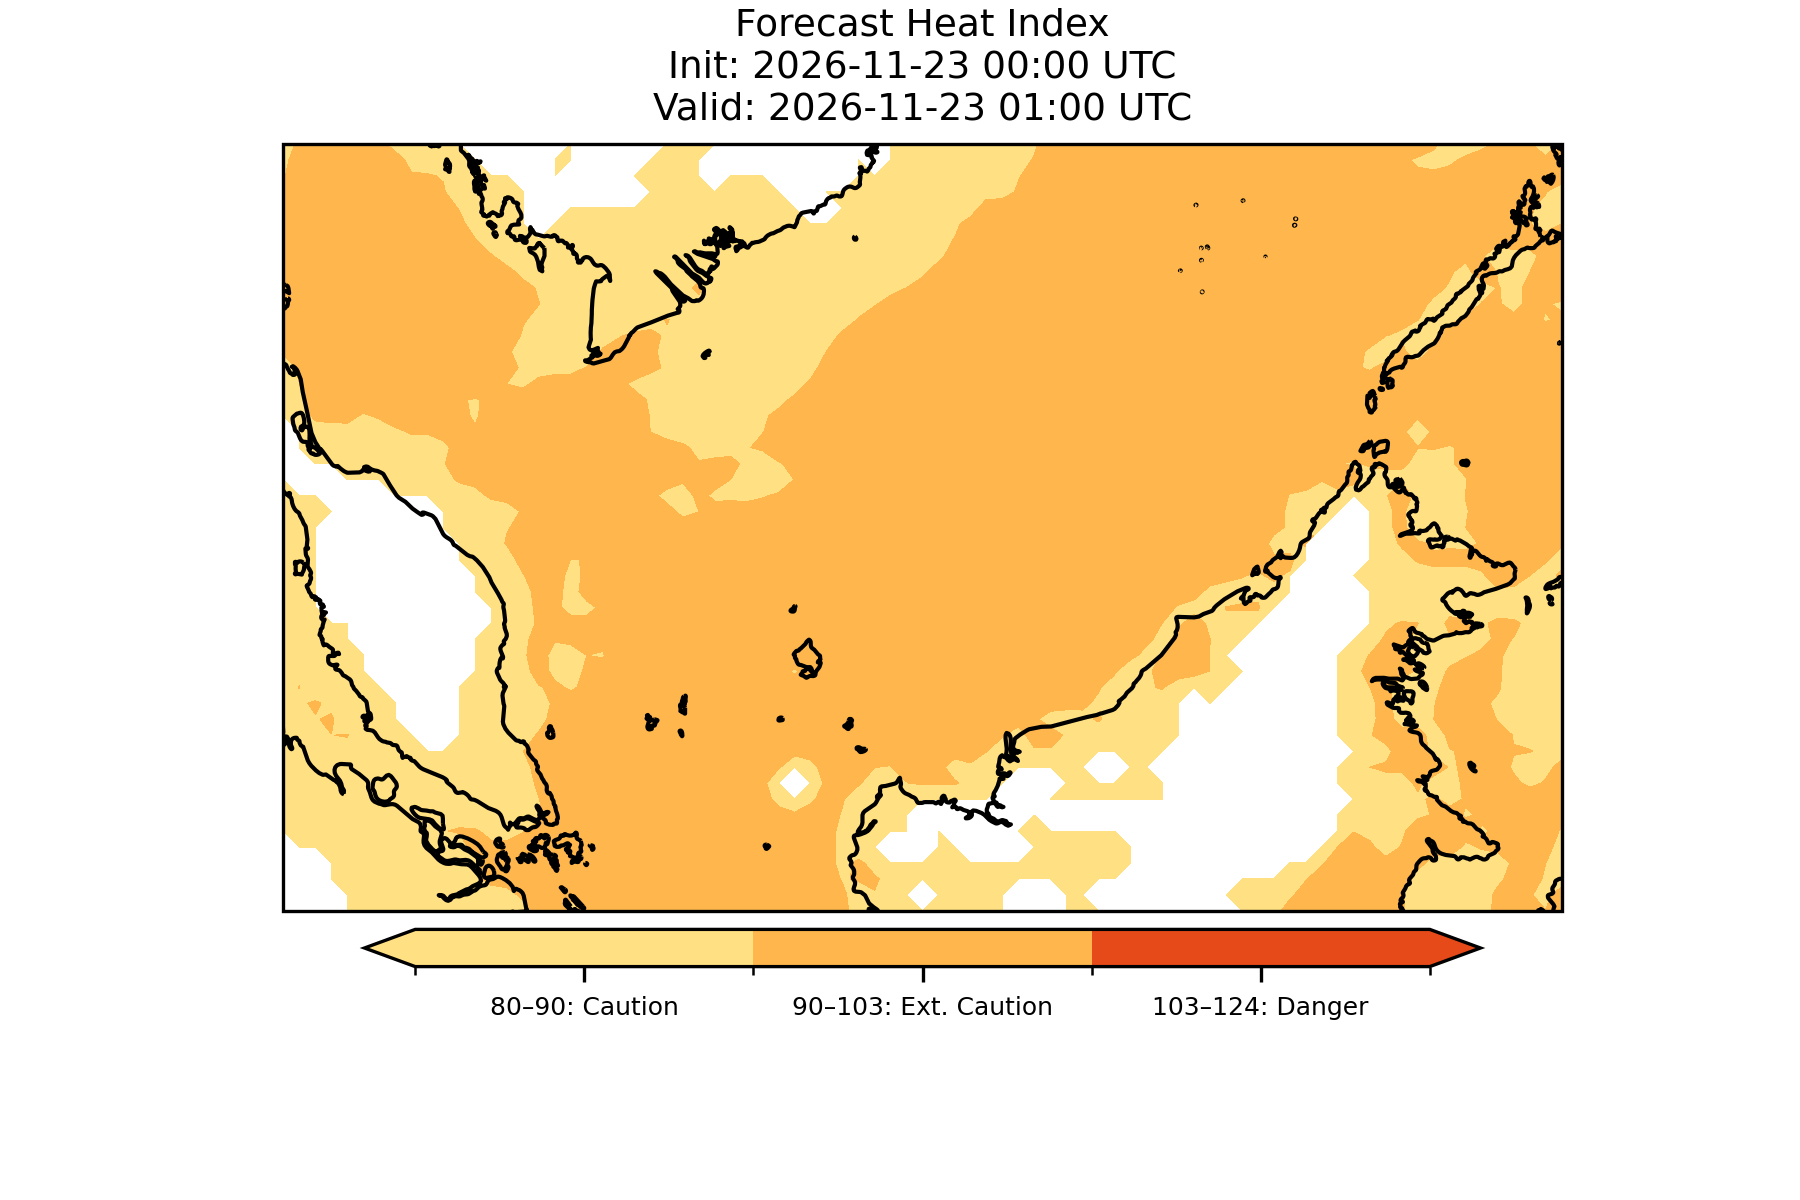 Forecast Heat Index
Init: 2026-11-23 00:00 UTC
Valid: 2026-11-23 01:00 UTC
80–90: Caution
90–103: Ext. Caution
103–124: Danger